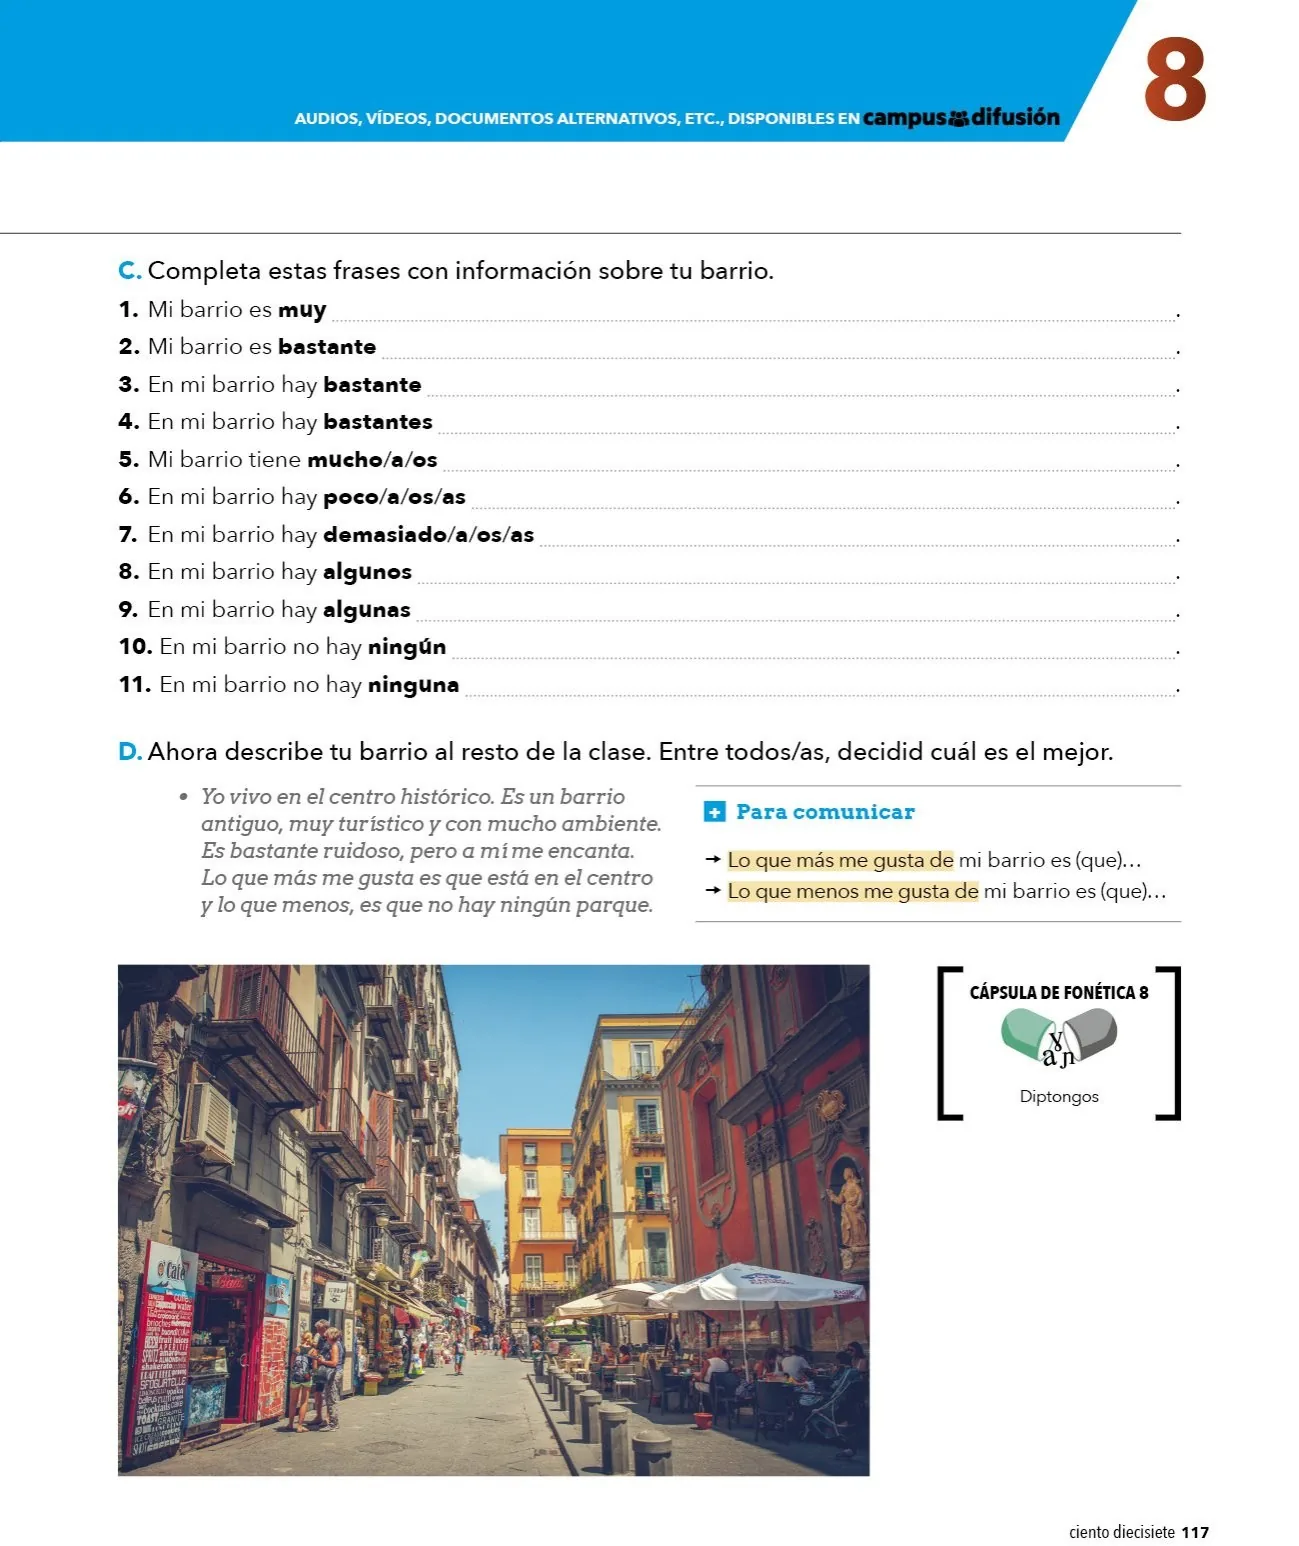 8
AUDIOS, VÍDEOS, DOCUMENTOS ALTERNATIVOS, ETC., DISPONIBLES EN campus difusión
C. Completa estas frases con información sobre tu barrio.
1. Mi barrio es muy .
2. Mi barrio es bastante .
3. En mi barrio hay bastante .
4. En mi barrio hay bastantes .
5. Mi barrio tiene mucho/a/os .
6. En mi barrio hay poco/a/os/as .
7. En mi barrio hay demasiado/a/os/as .
8. En mi barrio hay algunos .
9. En mi barrio hay algunas .
10. En mi barrio no hay ningún .
11. En mi barrio no hay ninguna .
D. Ahora describe tu barrio al resto de la clase. Entre todos/as, decidid cuál es el mejor.
• Yo vivo en el centro histórico. Es un barrio
antiguo, muy turístico y con mucho ambiente.
Es bastante ruidoso, pero a mí me encanta.
Lo que más me gusta es que está en el centro
y lo que menos, es que no hay ningún parque.
+ Para comunicar
→ Lo que más me gusta de mi barrio es (que)...
→ Lo que menos me gusta de mi barrio es (que)...
CÁPSULA DE FONÉTICA 8
Diptongos
Café
TOAST
ciento diecisiete 117